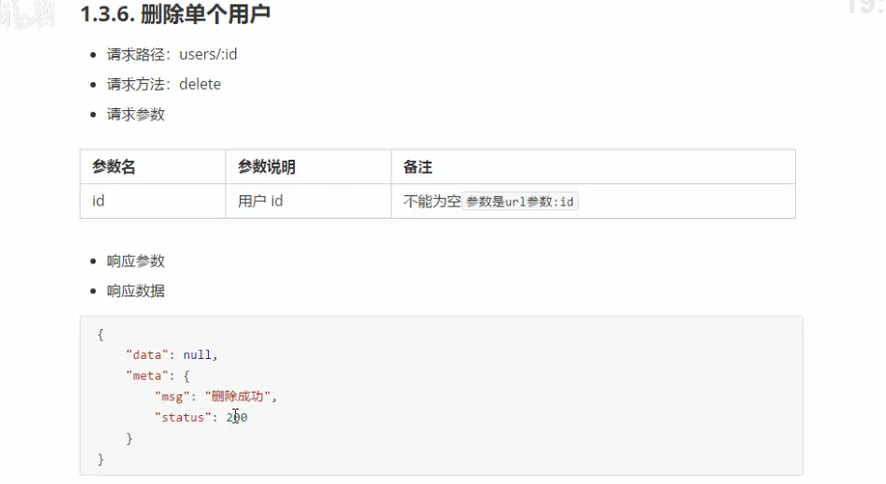 1.3.6. 删除单个用户
请求路径：users/:id
请求方法：delete
请求参数
参数名 参数说明 备注
id 用户 id 不能为空参数是url参数:id
响应参数
响应数据
{
"data": null,
"meta": {
"msg": "删除成功",
"status": 200
}
}